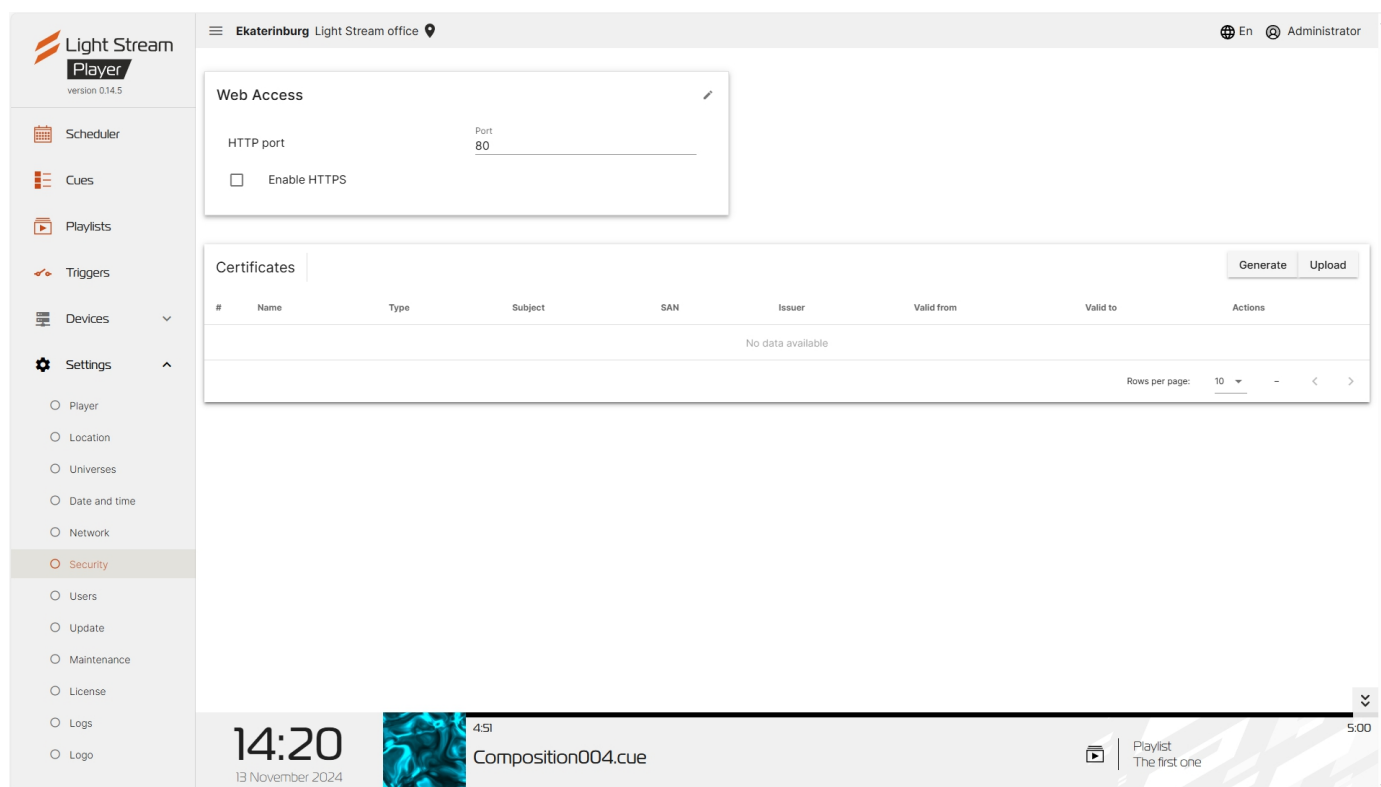 Light Stream
Player
version 0.14.5
Scheduler
Cues
Playlists
Triggers
Devices
Settings
Player
Location
Universes
Date and time
Network
Security
Users
Update
Maintenance
License
Logs
Logo
Ekaterinburg Light Stream office
En Administrator
Web Access
HTTP port
Port
80
Enable HTTPS
Certificates
Generate Upload
# Name Type Subject SAN Issuer Valid from Valid to Actions
No data available
Rows per page: 10 –
14:20
13 November 2024
4:51
5:00
Composition004.cue
Playlist
The first one